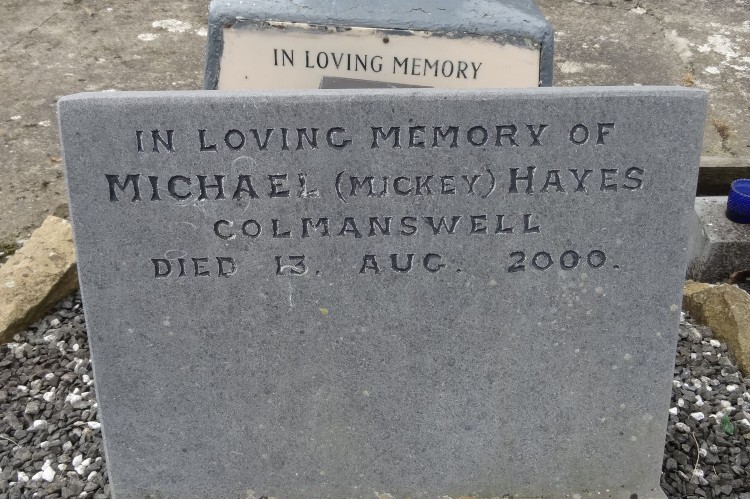 IN LOVING MEMORY
IN LOVING MEMORY OF
MICHAEL (MICKEY) HAYES
COLMANSWELL
DIED 13. AUG. 2000.